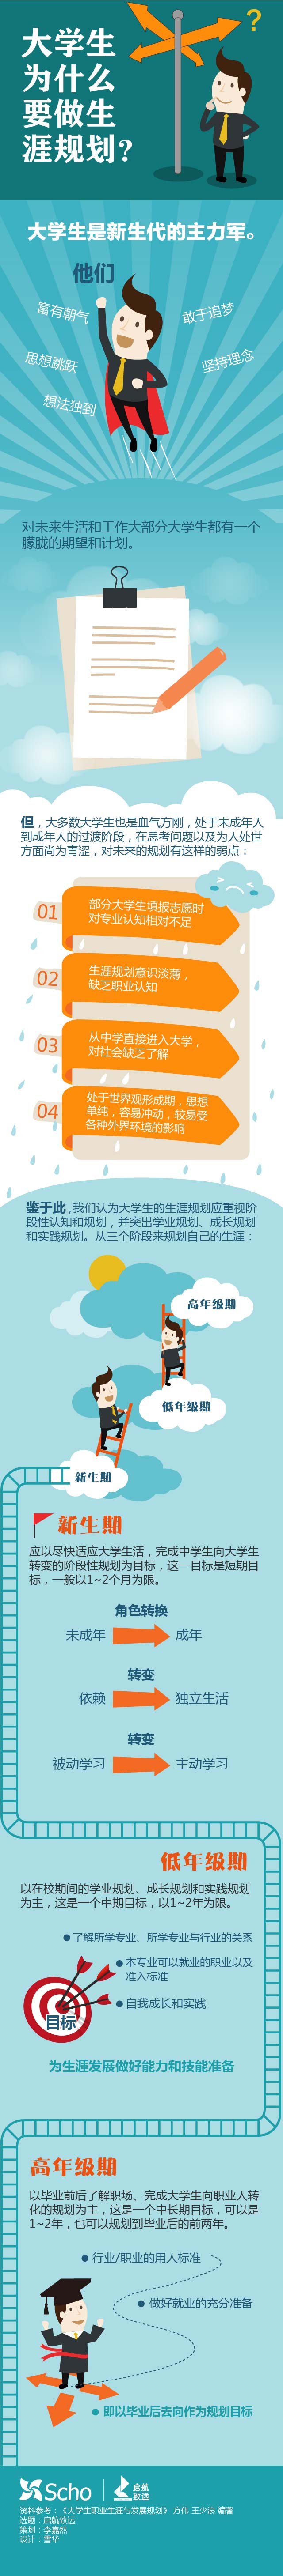 大学生
为什么
要做生
涯规划？
?
大学生是新生代的主力军。
他们
富有朝气
敢于追梦
思想跳跃
坚持理念
想法独到
对未来生活和工作大部分大学生都有一个
朦胧的期望和计划。
但，大多数大学生也是血气方刚，处于未成年人
到成年人的过渡阶段，在思考问题以及为人处世
方面尚为青涩，对未来的规划有这样的弱点：
01
部分大学生填报志愿时
对专业认知相对不足
02
生涯规划意识淡薄，
缺乏职业认知
03
从中学直接进入大学，
对社会缺乏了解
04
处于世界观形成期，思想
单纯，容易冲动，较易受
各种外界环境的影响
鉴于此，我们认为大学生的生涯规划应重视阶
段性认知和规划，并突出学业规划、成长规划
和实践规划。从三个阶段来规划自己的生涯：
高年级期
低年级期
新生期
新生期
应以尽快适应大学生活，完成中学生向大学生
转变的阶段性规划为目标，这一目标是短期目
标，一般以1~2个月为限。
角色转换
未成年 成年
转变
依赖 独立生活
转变
被动学习 主动学习
低年级期
以在校期间的学业规划、成长规划和实践规划
为主，这是一个中期目标，以1~2年为限。
●了解所学专业、所学专业与行业的关系
●本专业可以就业的职业以及
准入标准
●自我成长和实践
目标
为生涯发展做好能力和技能准备
高年级期
以毕业前后了解职场、完成大学生向职业人转
化的规划为主，这是一个中长期目标，可以是
1~2年，也可以规划到毕业后的前两年。
●行业/职业的用人标准
●做好就业的充分准备
●即以毕业后去向作为规划目标
Scho
启航
致远
资料参考：《大学生职业生涯与发展规划》 方伟 王少浪 编著
选题：启航致远
策划：李嘉然
设计：雪华